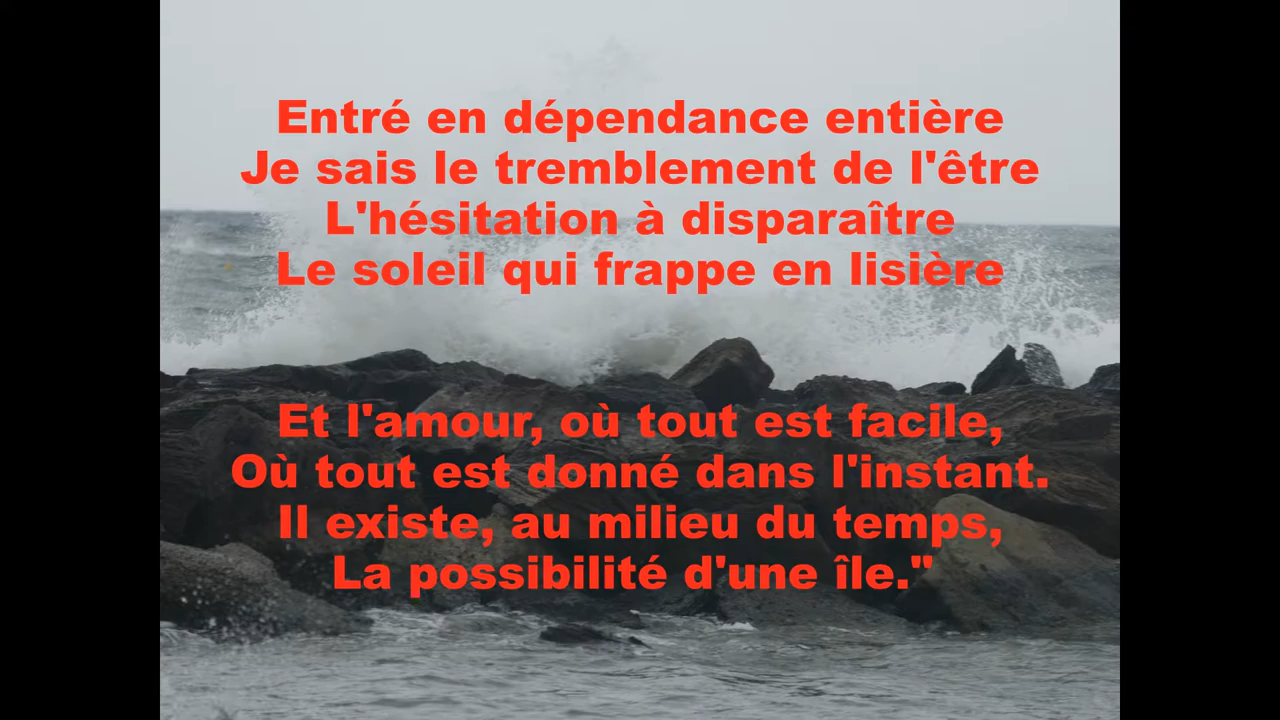 Entré en dépendance entière
Je sais le tremblement de l'être
L'hésitation à disparaître
Le soleil qui frappe en lisière
Et l'amour, où tout est facile,
Où tout est donné dans l'instant.
Il existe, au milieu du temps,
La possibilité d'une île."